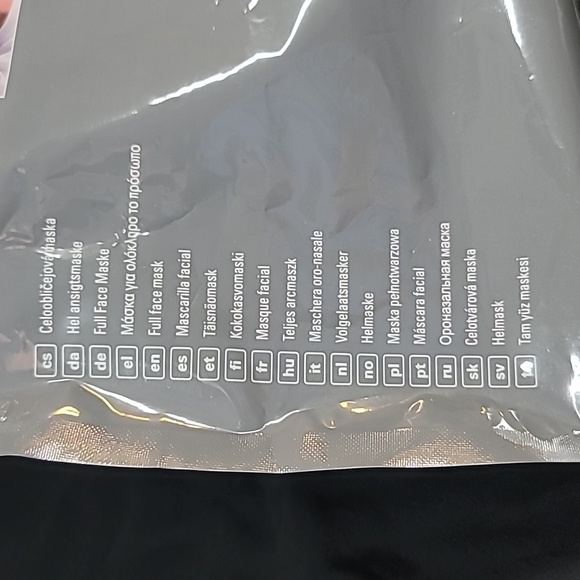 cs Celoobličejová maska
da Hel ansigtsmaske
de Full Face Maske
el Μάσκα για ολόκληρο το πρόσωπο
en Full face mask
es Mascarilla facial
et Täisnäomask
fi Kokokasvomaski
fr Masque facial
hu Teljes arcmaszk
it Maschera oro-nasale
nl Volgelaatsmasker
no Helmaske
pl Maska pełnotwarzowa
pt Máscara facial
ru Ороназальная маска
sk Celotvárová maska
sv Helmask
Tam yüz maskesi